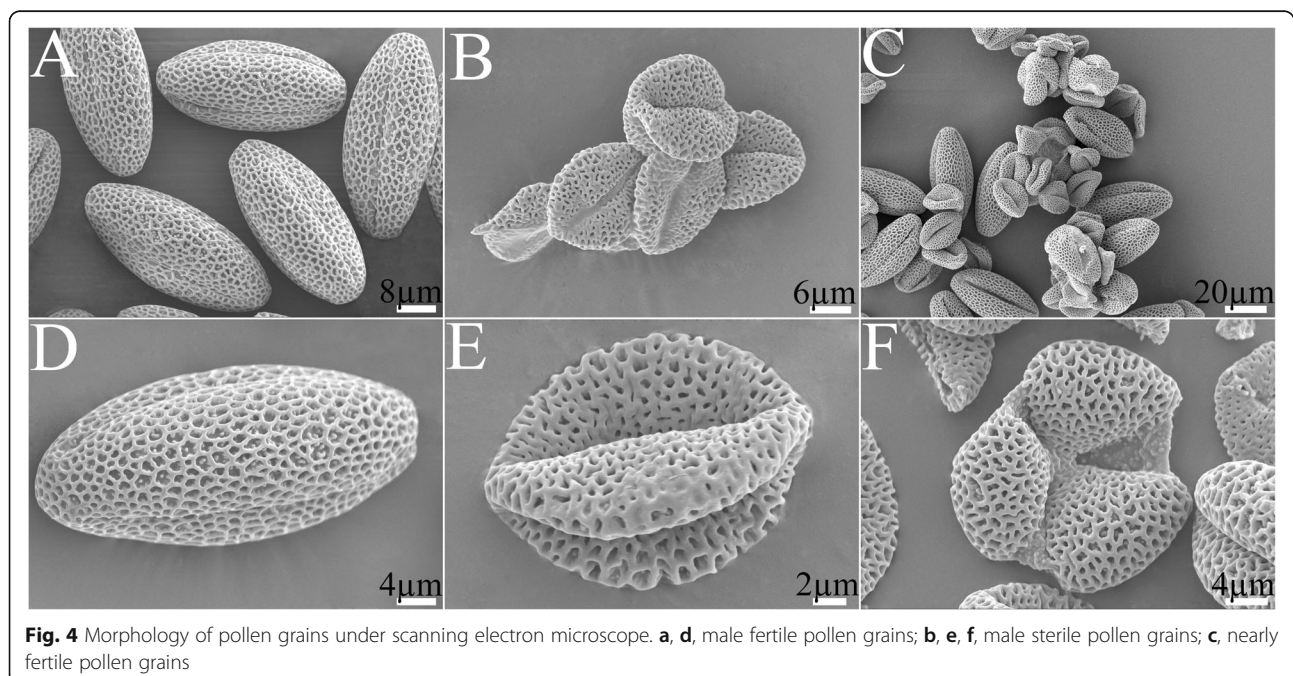 A
B
C
8µm
6µm
20µm
D
E
F
4µm
2µm
4µm
Fig. 4 Morphology of pollen grains under scanning electron microscope. a, d, male fertile pollen grains; b, e, f, male sterile pollen grains; c, nearly
fertile pollen grains